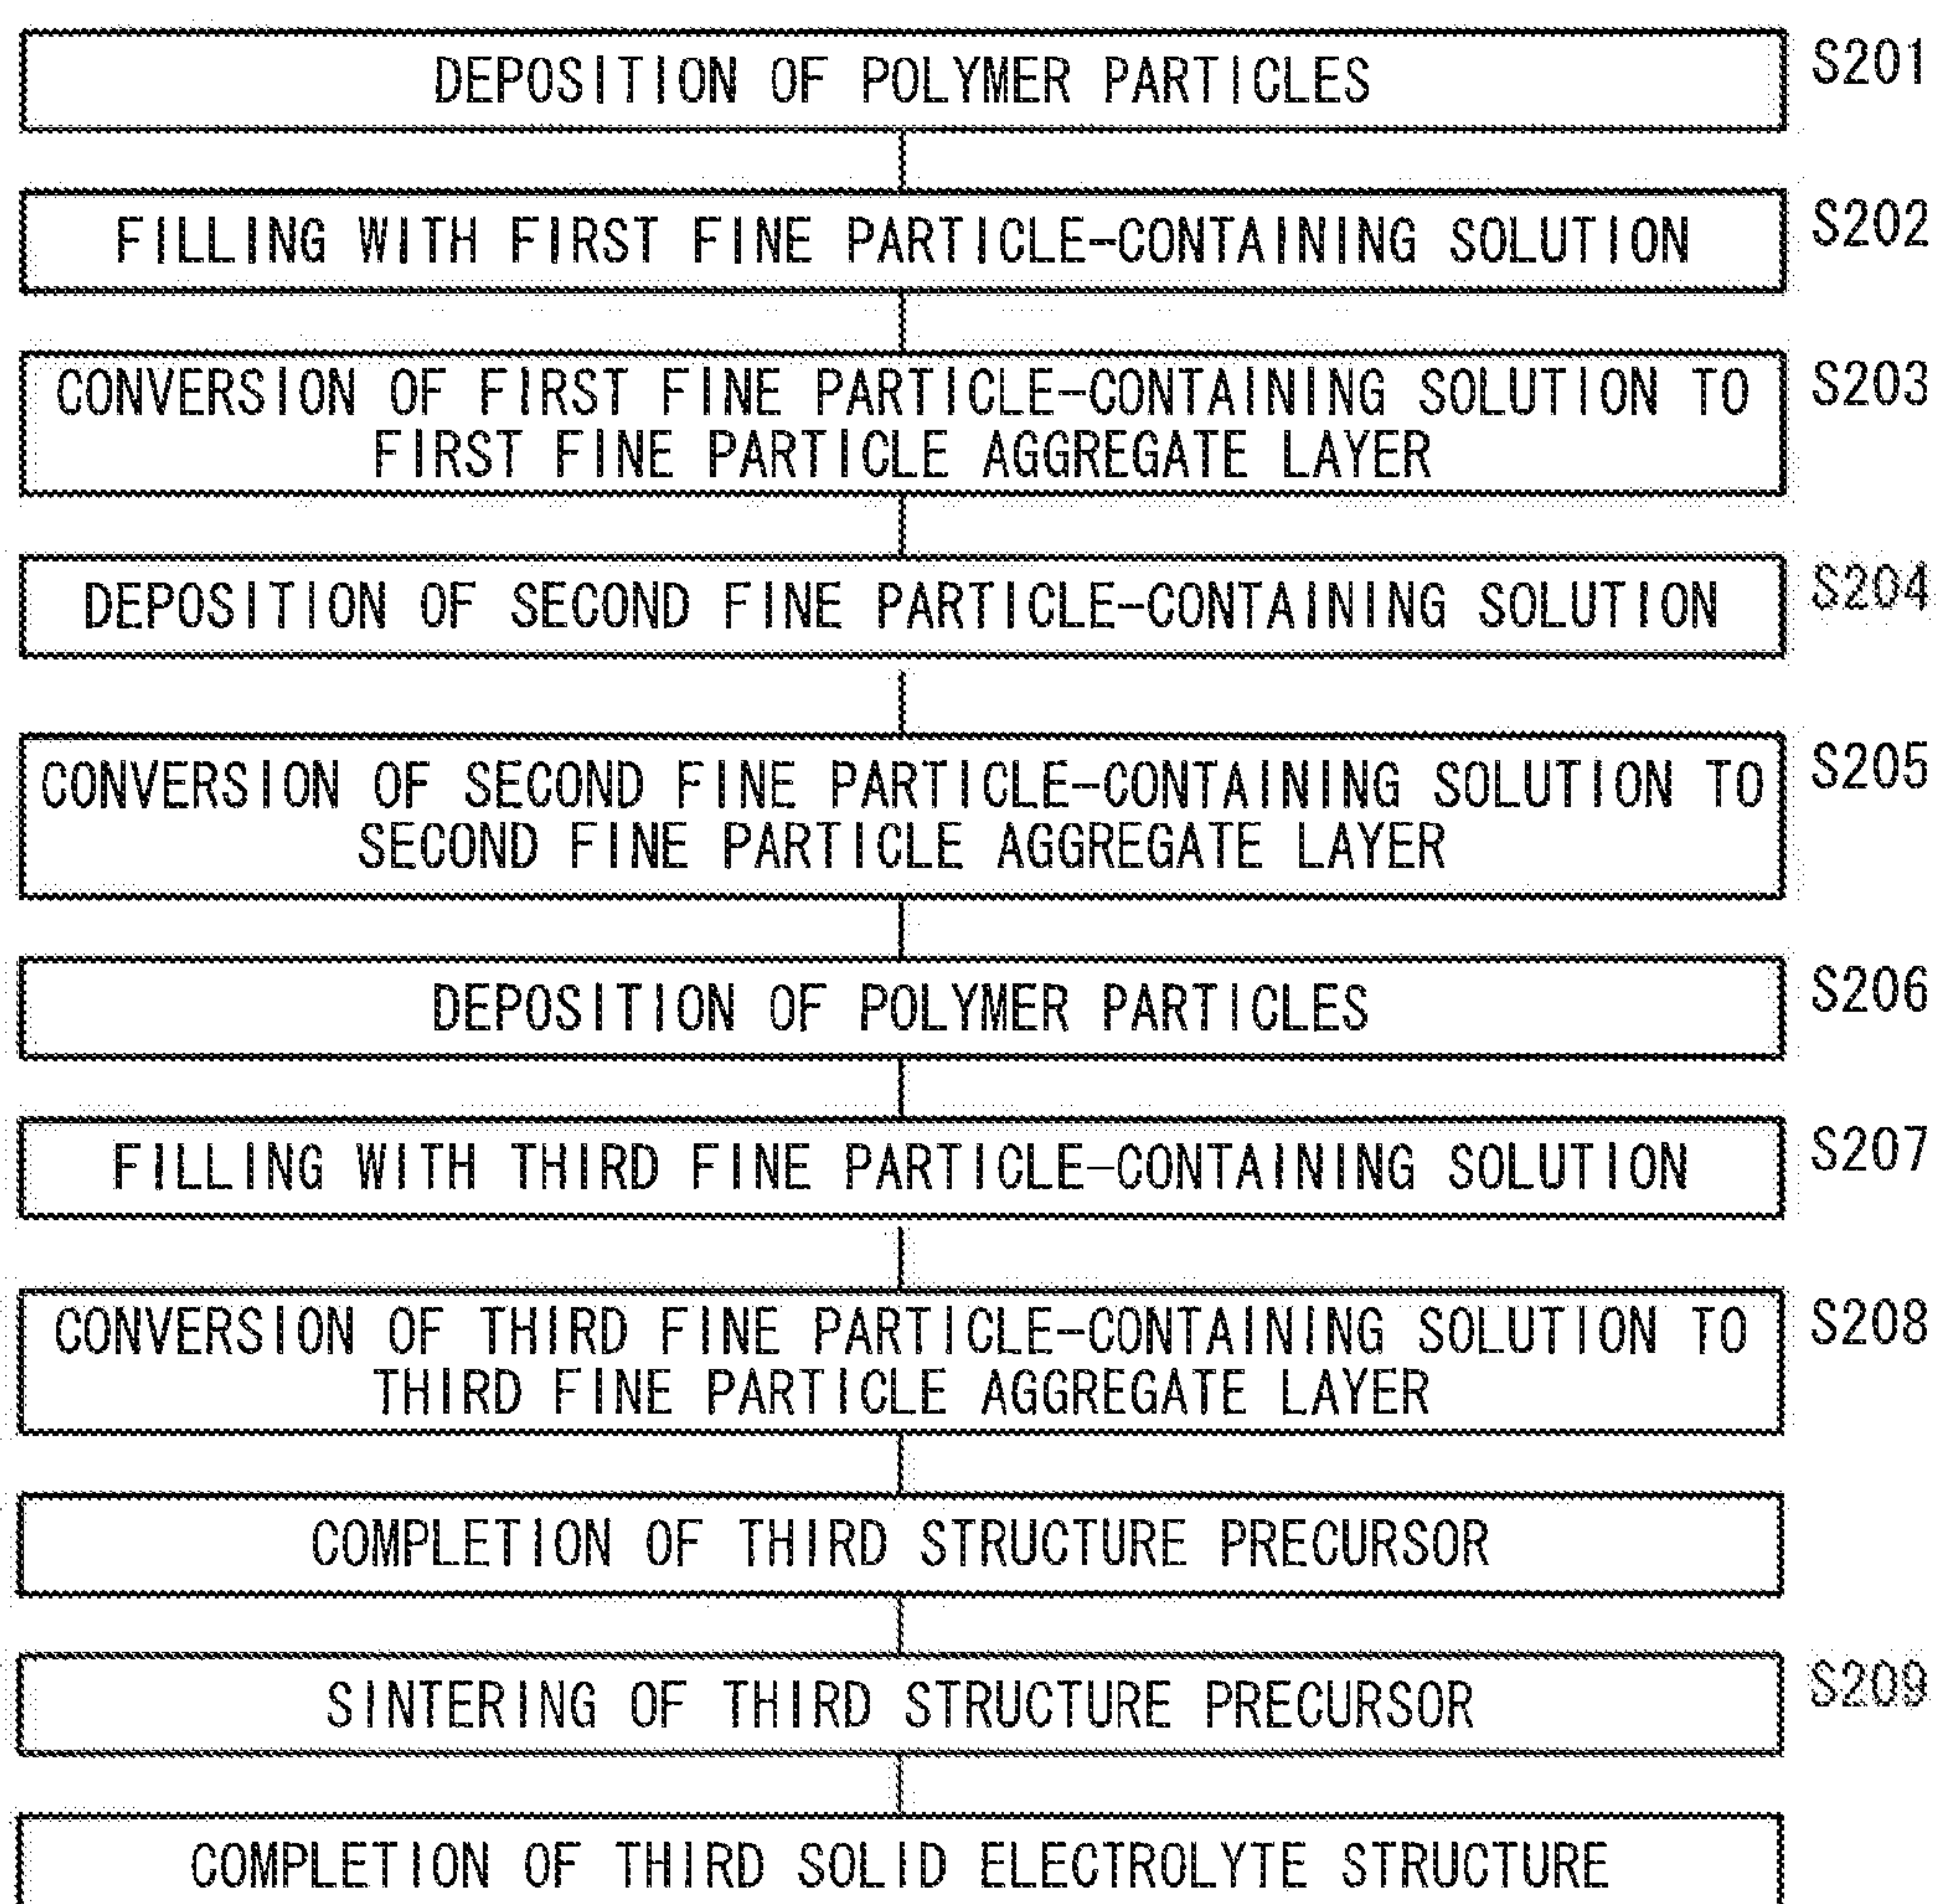 DEPOSITION OF POLYMER PARTICLES S201
FILLING WITH FIRST FINE PARTICLE-CONTAINING SOLUTION S202
CONVERSION OF FIRST FINE PARTICLE-CONTAINING SOLUTION TO S203
FIRST FINE PARTICLE AGGREGATE LAYER
DEPOSITION OF SECOND FINE PARTICLE-CONTAINING SOLUTION S204
CONVERSION OF SECOND FINE PARTICLE-CONTAINING SOLUTION TO S205
SECOND FINE PARTICLE AGGREGATE LAYER
DEPOSITION OF POLYMER PARTICLES S206
FILLING WITH THIRD FINE PARTICLE-CONTAINING SOLUTION S207
CONVERSION OF THIRD FINE PARTICLE-CONTAINING SOLUTION TO S208
THIRD FINE PARTICLE AGGREGATE LAYER
COMPLETION OF THIRD STRUCTURE PRECURSOR
SINTERING OF THIRD STRUCTURE PRECURSOR S209
COMPLETION OF THIRD SOLID ELECTROLYTE STRUCTURE